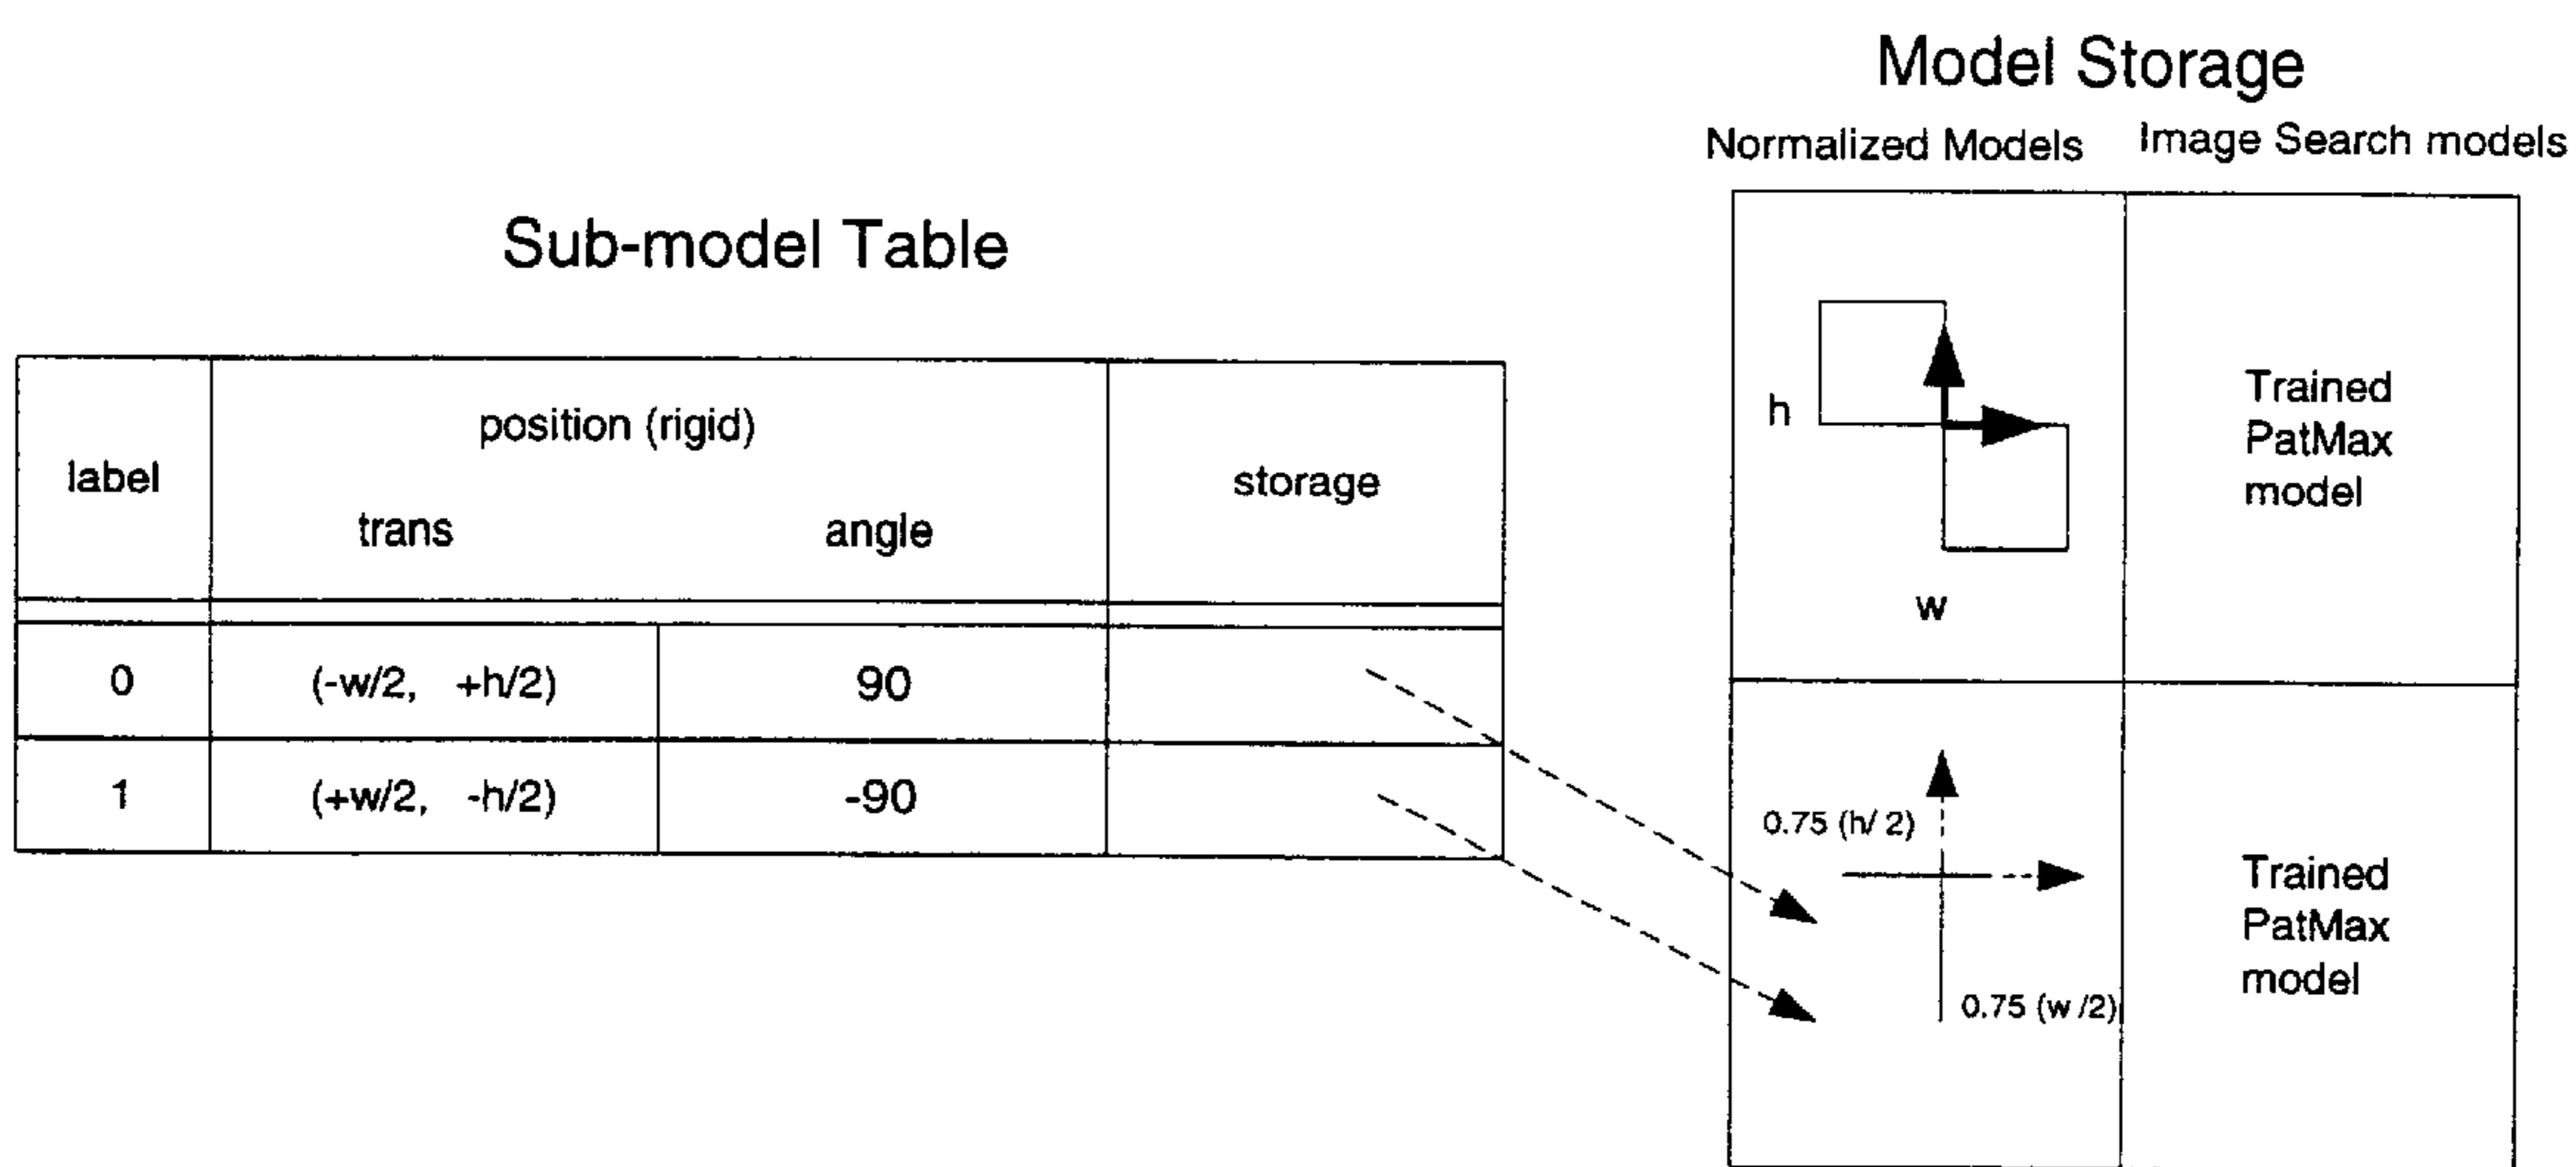 Model Storage
Normalized Models Image Search models
Sub-model Table
label
position (rigid)
trans angle
storage
0 (-w/2, +h/2) 90
1 (+w/2, -h/2) -90
h
w
Trained
PatMax
model
0.75 (h/ 2)
0.75 (w /2)
Trained
PatMax
model